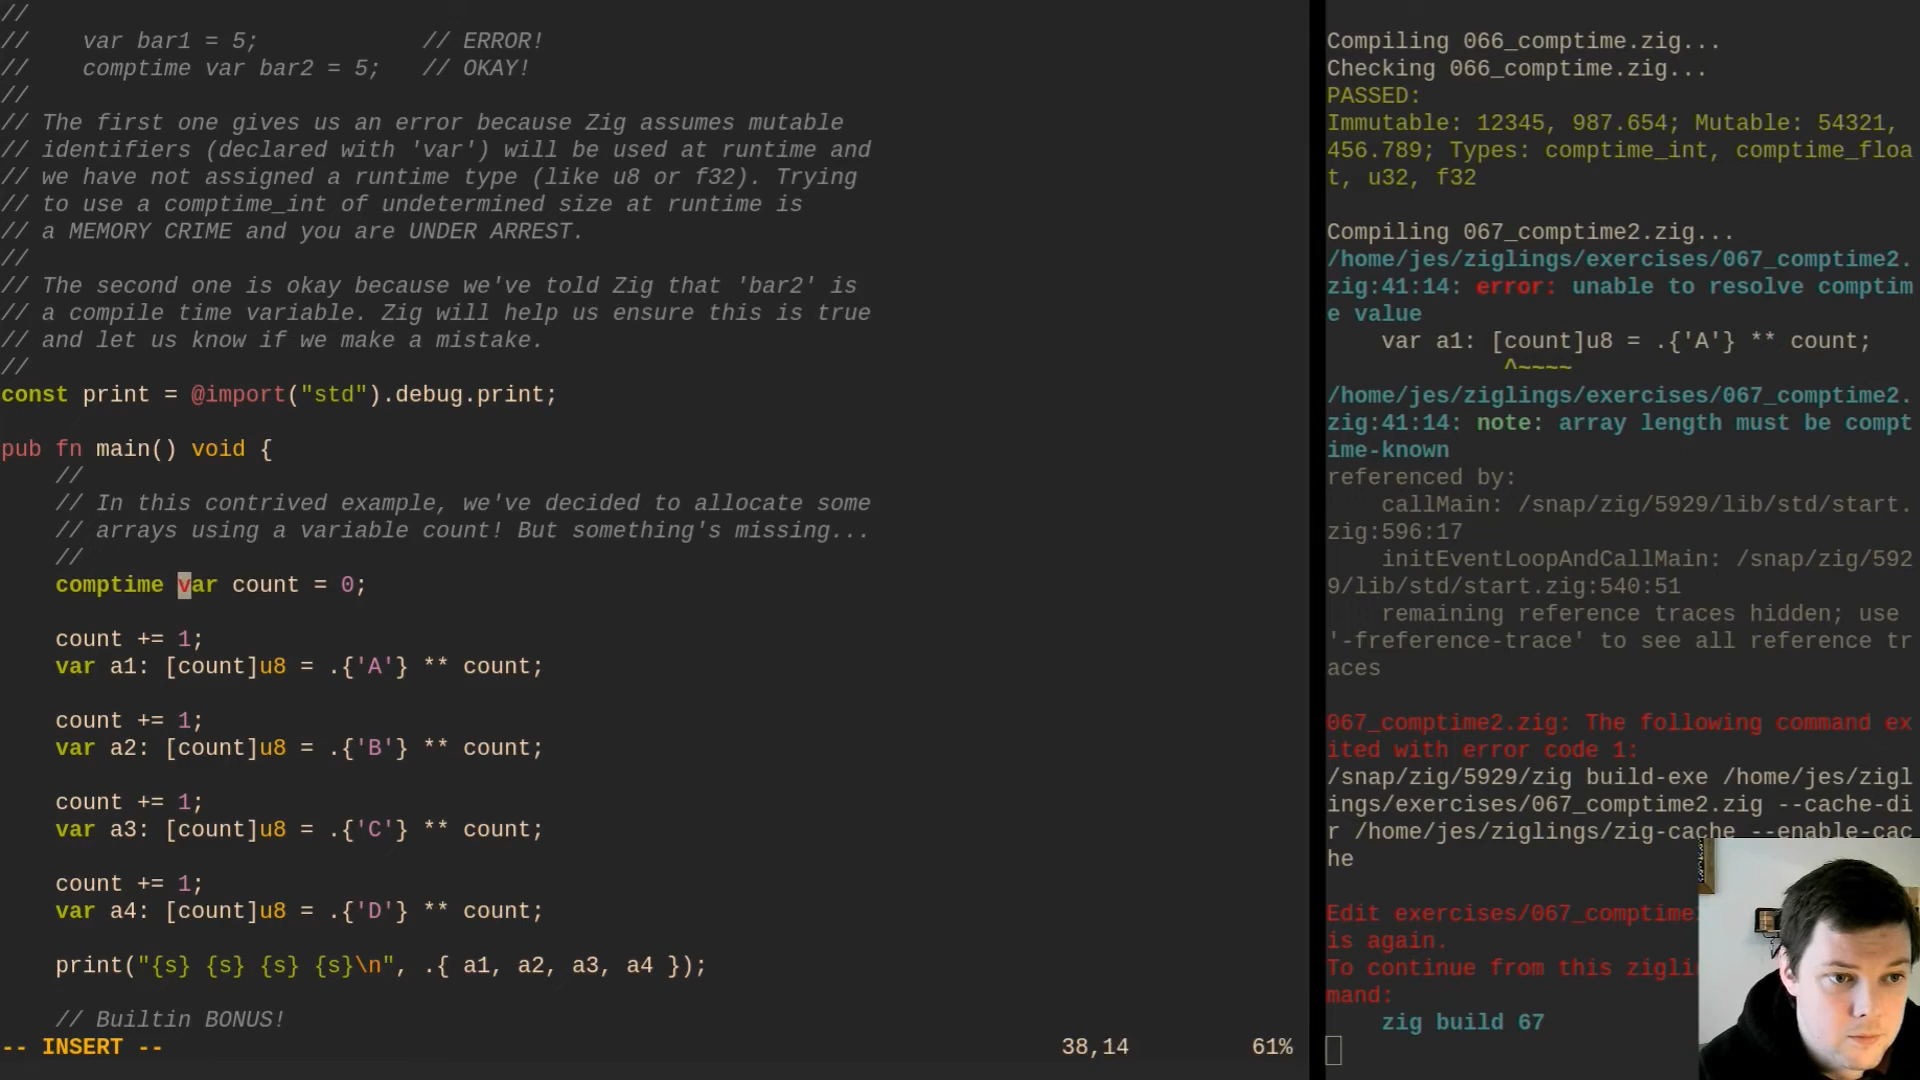 //
//    var bar1 = 5;            // ERROR!
//    comptime var bar2 = 5;   // OKAY!
//
// The first one gives us an error because Zig assumes mutable
// identifiers (declared with 'var') will be used at runtime and
// we have not assigned a runtime type (like u8 or f32). Trying
// to use a comptime_int of undetermined size at runtime is
// a MEMORY CRIME and you are UNDER ARREST.
//
// The second one is okay because we've told Zig that 'bar2' is
// a compile time variable. Zig will help us ensure this is true
// and let us know if we make a mistake.
//
const print = @import("std").debug.print;
pub fn main() void {
    //
    // In this contrived example, we've decided to allocate some
    // arrays using a variable count! But something's missing...
    //
    comptime var count = 0;
    count += 1;
    var a1: [count]u8 = .{'A'} ** count;
    count += 1;
    var a2: [count]u8 = .{'B'} ** count;
    count += 1;
    var a3: [count]u8 = .{'C'} ** count;
    count += 1;
    var a4: [count]u8 = .{'D'} ** count;
    print("{s} {s} {s} {s}\n", .{ a1, a2, a3, a4 });
    // Builtin BONUS!
-- INSERT --                    38,14         61%
Compiling 066_comptime.zig...
Checking 066_comptime.zig...
PASSED:
Immutable: 12345, 987.654; Mutable: 54321,
456.789; Types: comptime_int, comptime_floa
t, u32, f32
Compiling 067_comptime2.zig...
/home/jes/ziglings/exercises/067_comptime2.
zig:41:14: error: unable to resolve comptim
e value
    var a1: [count]u8 = .{'A'} ** count;
             ^~~~~
/home/jes/ziglings/exercises/067_comptime2.
zig:41:14: note: array length must be compt
ime-known
referenced by:
    callMain: /snap/zig/5929/lib/std/start.
zig:596:17
    initEventLoopAndCallMain: /snap/zig/592
9/lib/std/start.zig:540:51
    remaining reference traces hidden; use
'-freference-trace' to see all reference tr
aces
067_comptime2.zig: The following command ex
ited with error code 1:
/snap/zig/5929/zig build-exe /home/jes/zigl
ings/exercises/067_comptime2.zig --cache-di
r /home/jes/ziglings/zig-cache --enable-cac
he
Edit exercises/067_comptime
is again.
To continue from this zigli
mand:
    zig build 67